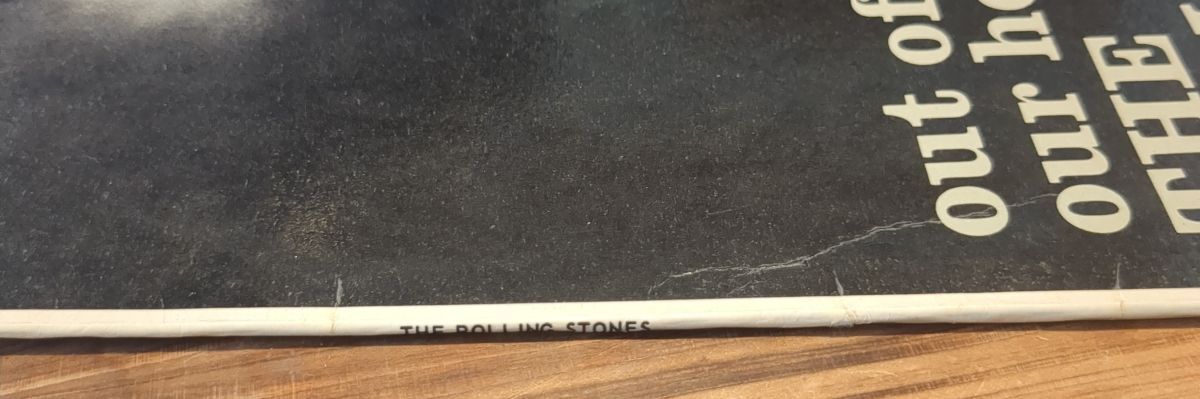 out of
our
THE
THE ROLLING STONES